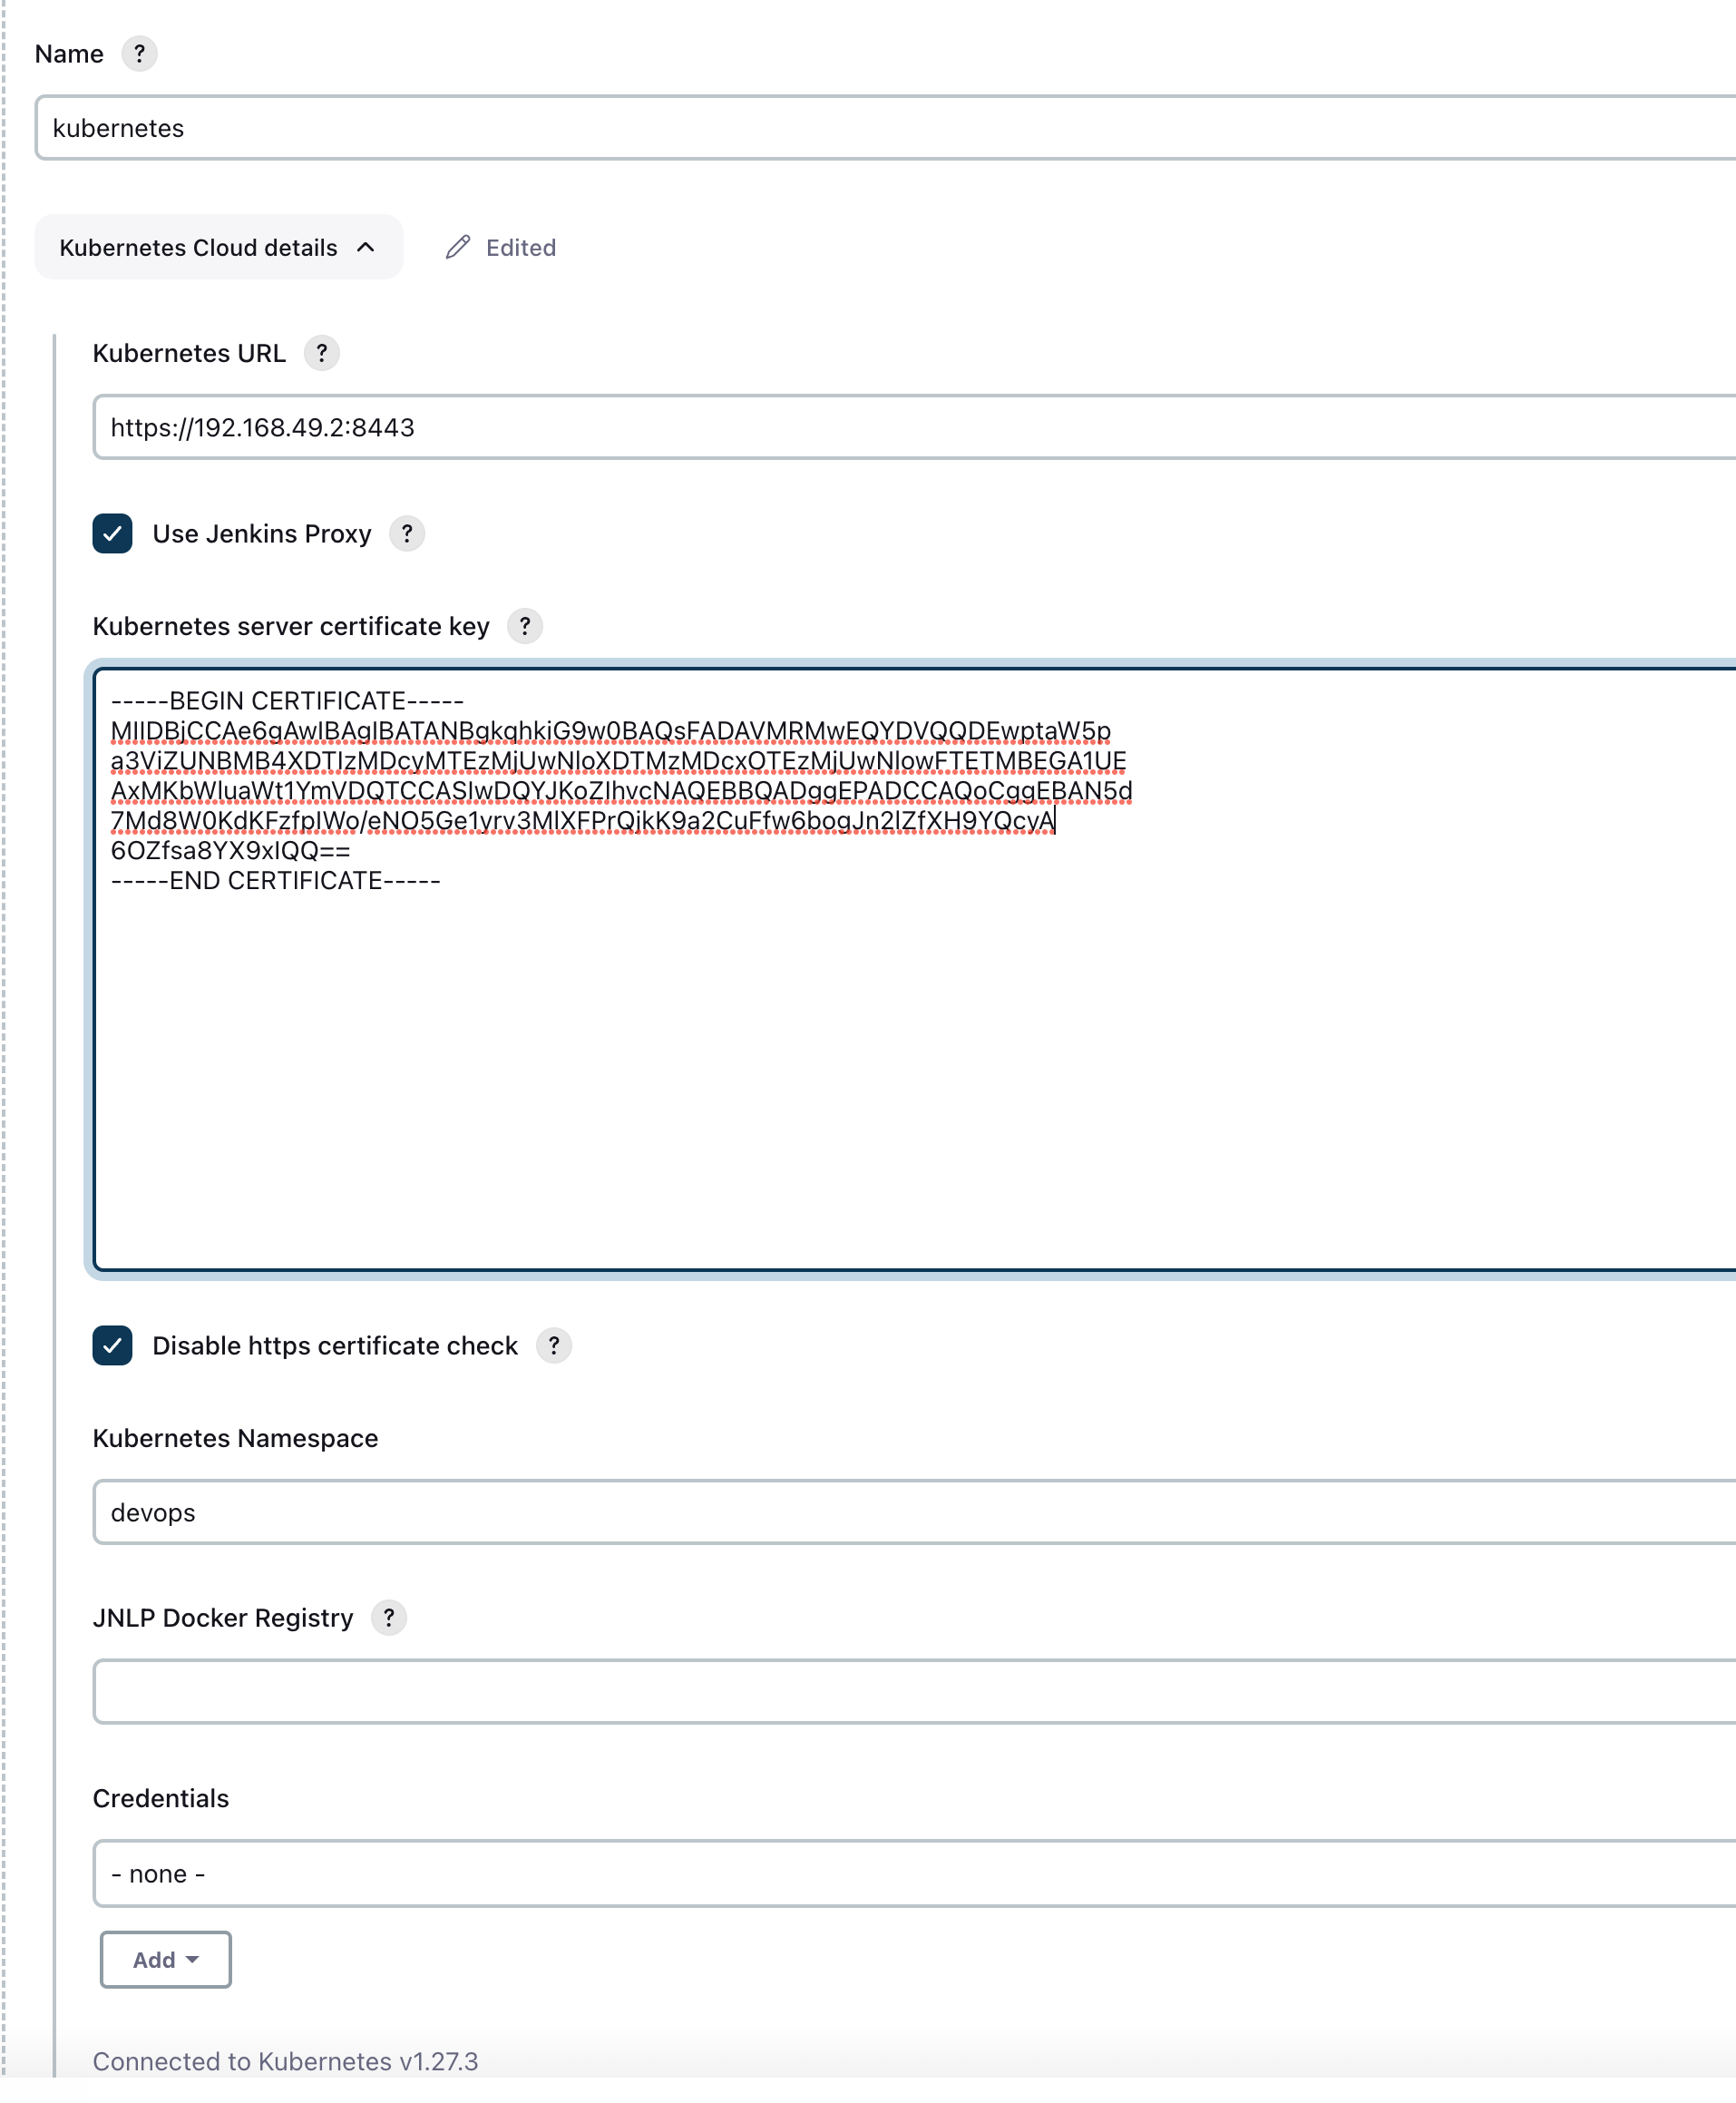 Name ?
kubernetes
Kubernetes Cloud details Edited
Kubernetes URL ?
https://192.168.49.2:8443
Use Jenkins Proxy ?
Kubernetes server certificate key ?
-----BEGIN CERTIFICATE-----
MIIDBjCCAe6gAwIBAgIBATANBgkqhkiG9w0BAQsFADAVMRMwEQYDVQQDEwptaW5p
a3ViZUNBMB4XDTIzMDcyMTEzMjUwNloXDTMzMDcxOTEzMjUwNlowFTETMBEGA1UE
AxMKbWluaWt1YmVDQTCCASIwDQYJKoZIhvcNAQEBBQADggEPADCCAQoCggEBAN5d
7Md8W0KdKFzfpIWo/eNO5Ge1yrv3MlXFPrQjkK9a2CuFfw6bogJn2IZfXH9YQcyA
6OZfsa8YX9xIQQ==
-----END CERTIFICATE-----
Disable https certificate check ?
Kubernetes Namespace
devops
JNLP Docker Registry ?
Credentials
- none -
Add
Connected to Kubernetes v1.27.3